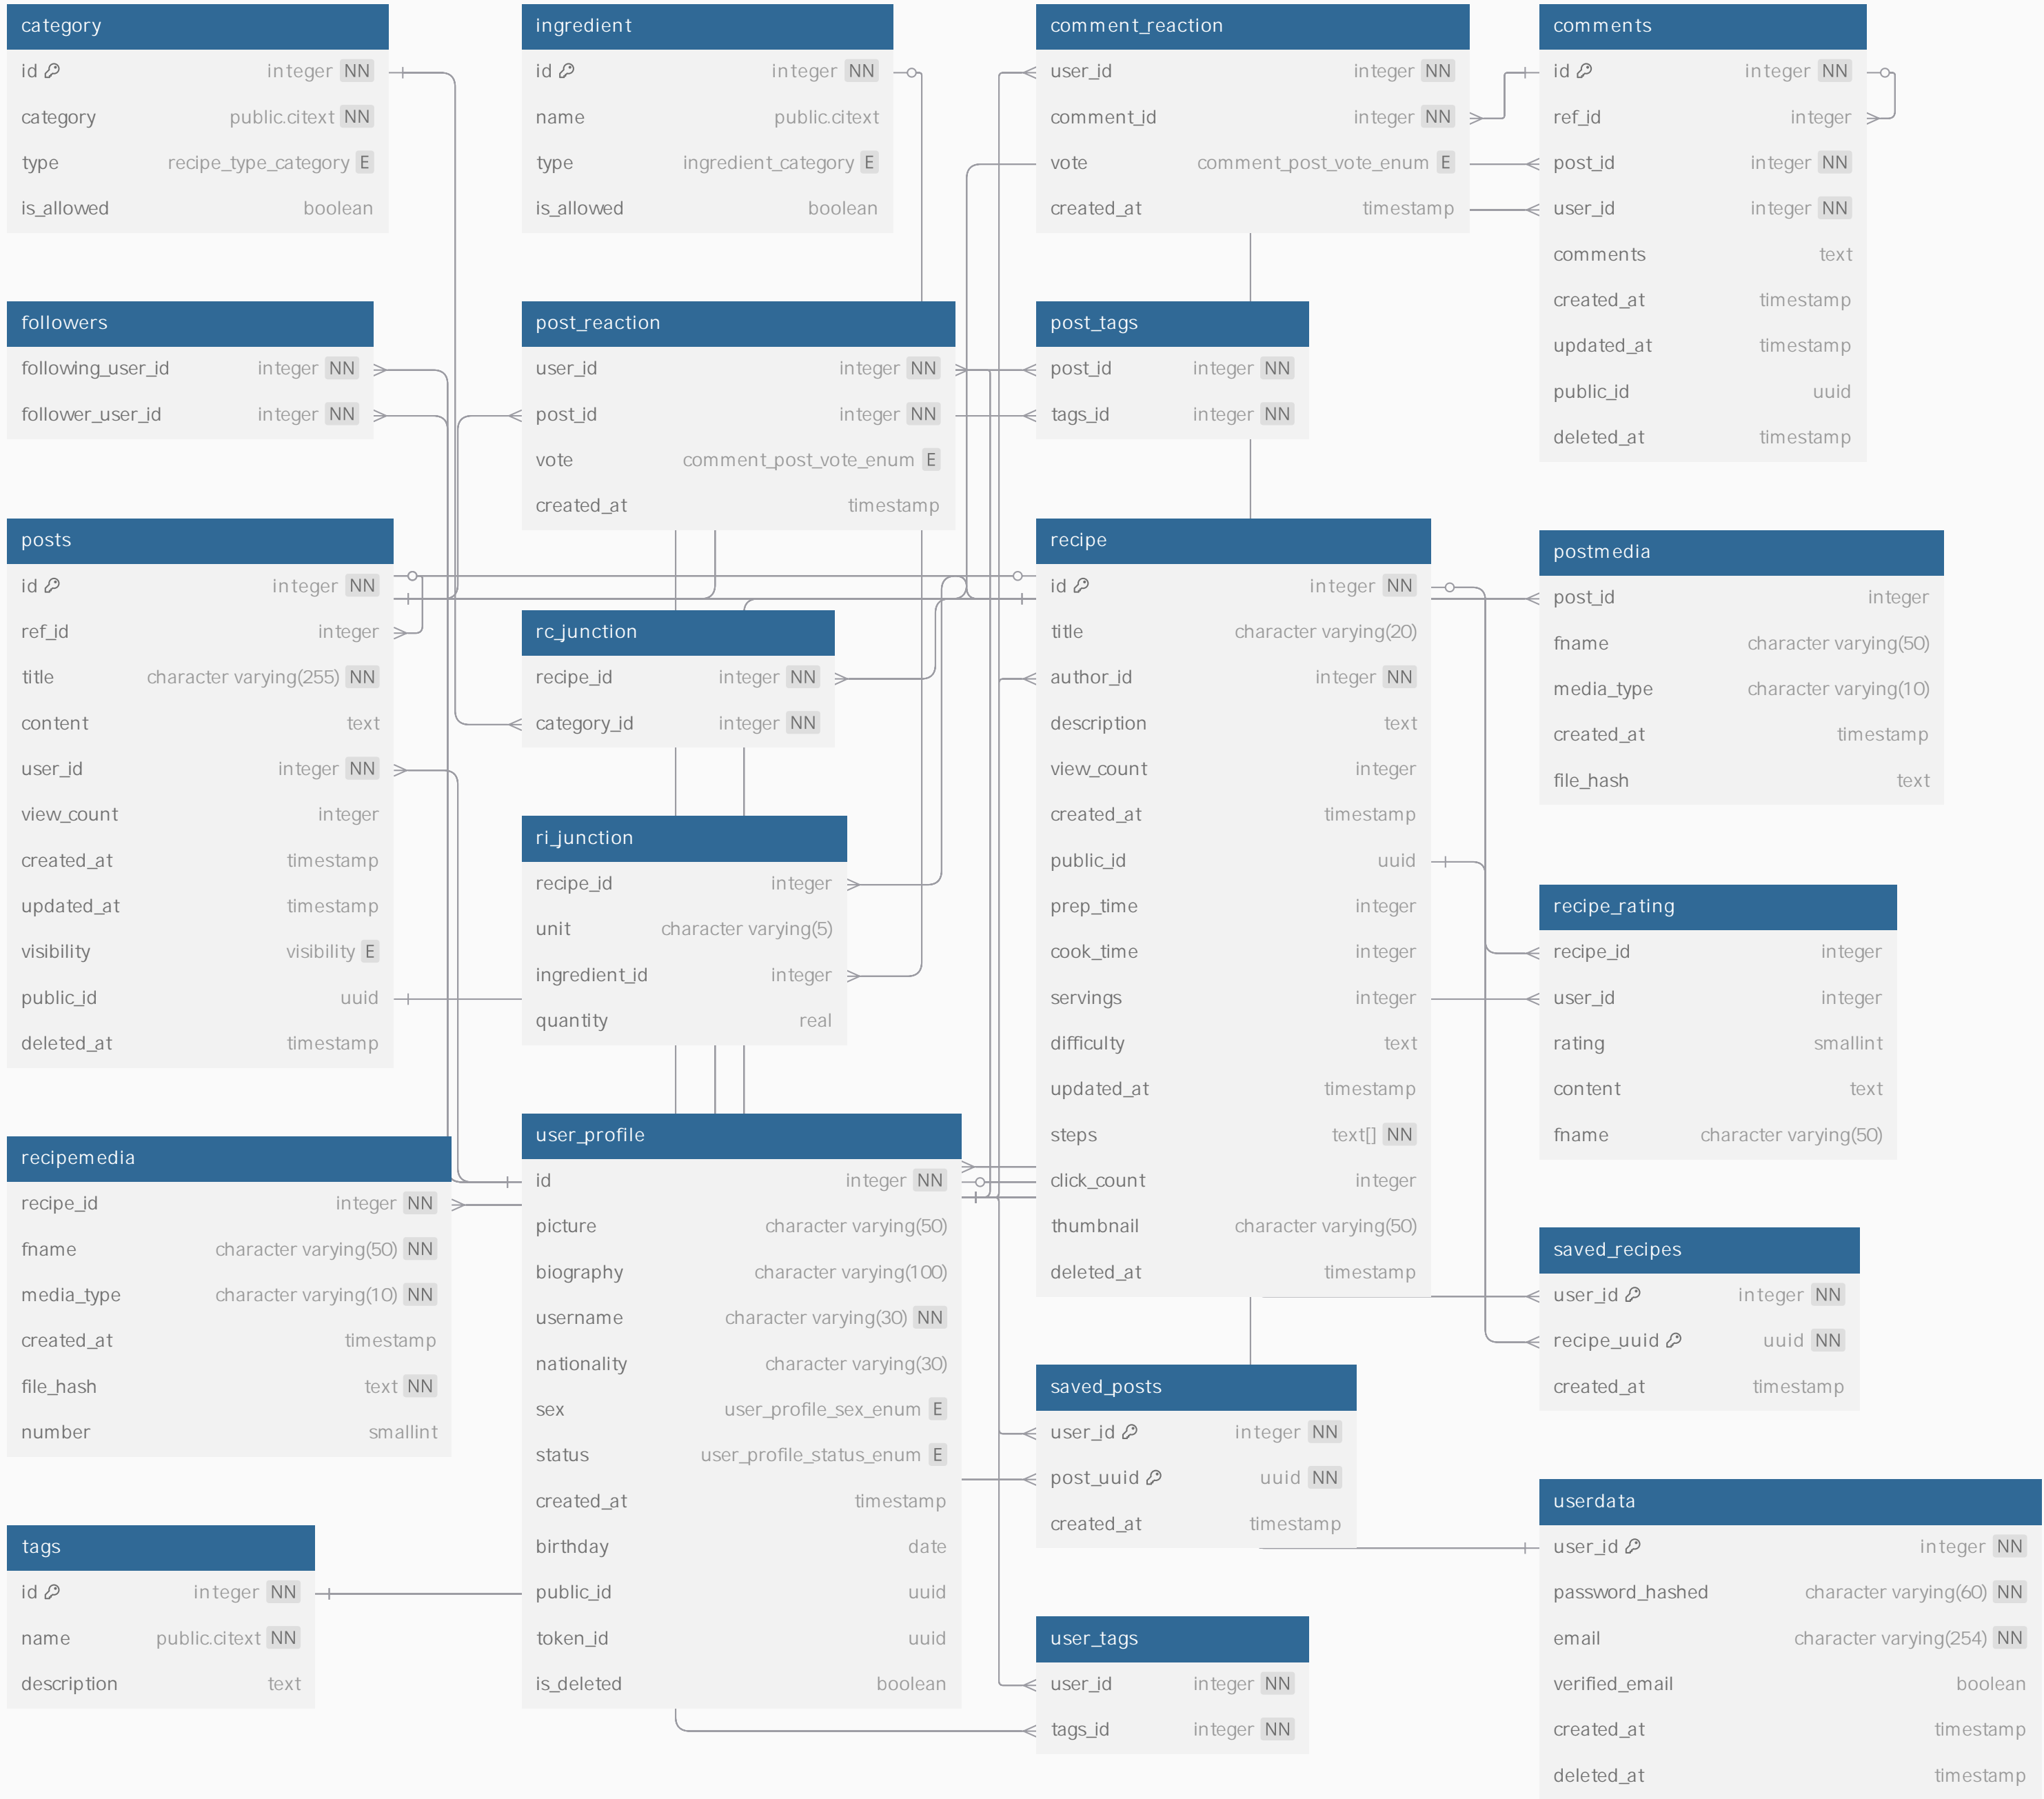 category
id integer NN
category public.citext NN
type recipe_type_category E
is_allowed boolean
ingredient
id integer NN
name public.citext
type ingredient_category E
is_allowed boolean
comment_reaction
user_id integer NN
comment_id integer NN
vote comment_post_vote_enum E
created_at timestamp
comments
id integer NN
ref_id integer
post_id integer NN
user_id integer NN
comments text
created_at timestamp
updated_at timestamp
public_id uuid
deleted_at timestamp
followers
following_user_id integer NN
follower_user_id integer NN
post_reaction
user_id integer NN
post_id integer NN
vote comment_post_vote_enum E
created_at timestamp
post_tags
post_id integer NN
tags_id integer NN
posts
id integer NN
ref_id integer
title character varying(255) NN
content text
user_id integer NN
view_count integer
created_at timestamp
updated_at timestamp
visibility visibility E
public_id uuid
deleted_at timestamp
rc_junction
recipe_id integer NN
category_id integer NN
ri_junction
recipe_id integer
unit character varying(5)
ingredient_id integer
quantity real
recipe
id integer NN
title character varying(20)
author_id integer NN
description text
view_count integer
created_at timestamp
public_id uuid
prep_time integer
cook_time integer
servings integer
difficulty text
updated_at timestamp
steps text[] NN
click_count integer
thumbnail character varying(50)
deleted_at timestamp
postmedia
post_id integer
fname character varying(50)
media_type character varying(10)
created_at timestamp
file_hash text
recipe_rating
recipe_id integer
user_id integer
rating smallint
content text
fname character varying(50)
recipemedia
recipe_id integer NN
fname character varying(50) NN
media_type character varying(10) NN
created_at timestamp
file_hash text NN
number smallint
user_profile
id integer NN
picture character varying(50)
biography character varying(100)
username character varying(30) NN
nationality character varying(30)
sex user_profile_sex_enum E
status user_profile_status_enum E
created_at timestamp
birthday date
public_id uuid
token_id uuid
is_deleted boolean
saved_recipes
user_id integer NN
recipe_uuid uuid NN
created_at timestamp
saved_posts
user_id integer NN
post_uuid uuid NN
created_at timestamp
tags
id integer NN
name public.citext NN
description text
user_tags
user_id integer NN
tags_id integer NN
userdata
user_id integer NN
password_hashed character varying(60) NN
email character varying(254) NN
verified_email boolean
created_at timestamp
deleted_at timestamp